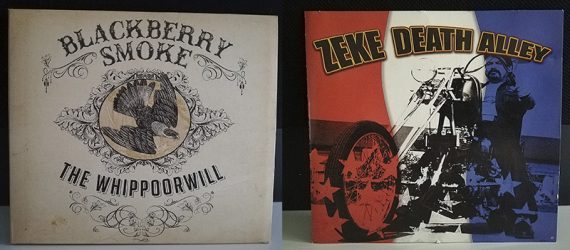 BLACKBERRY
SMOKE
THE WHIPPOORWILL
ZEKE DEATH ALLEY